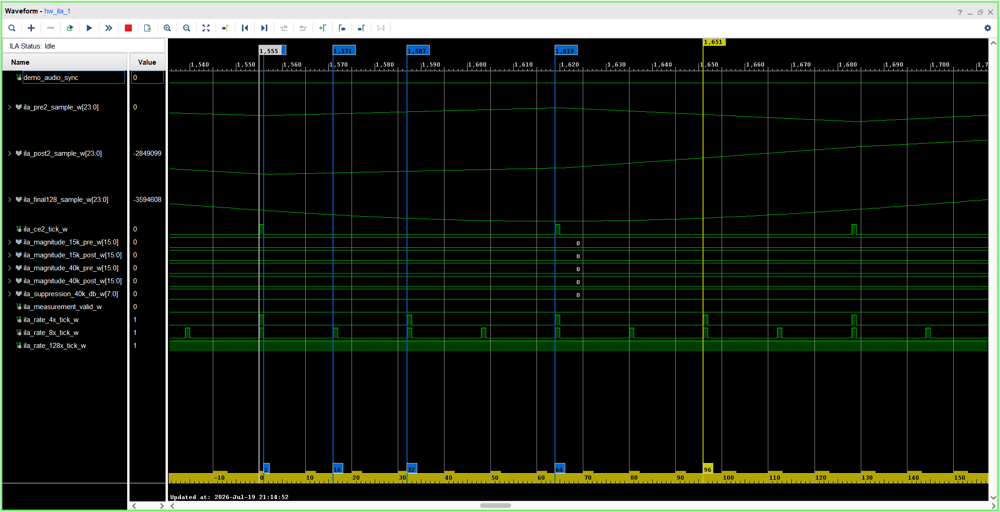 Waveform - hw_ila_1
?
ILA Status: Idle
Name Value
1,555 1,571 1,587 1,619 1,651
1,540 1,550 1,560 1,570 1,580 1,590 1,600 1,610 1,620 1,630 1,640 1,650 1,660 1,670 1,680 1,690 1,700 1,7
demo_audio_sync 0
ila_pre2_sample_w[23:0] 0
ila_post2_sample_w[23:0] -2849099
ila_final128_sample_w[23:0] -3594608
ila_ce2_tick_w 0
ila_magnitude_15k_pre_w[15:0] 0 0
ila_magnitude_15k_post_w[15:0] 0 0
ila_magnitude_40k_pre_w[15:0] 0 0
ila_magnitude_40k_post_w[15:0] 0 0
ila_suppression_40k_db_w[7:0] 0 0
ila_measurement_valid_w 0
ila_rate_4x_tick_w 1
ila_rate_8x_tick_w 1
ila_rate_128x_tick_w 1
1 16 32 64 96
-10 0 10 20 30 40 50 60 70 80 90 100 110 120 130 140 150
Updated at: 2026-Jul-19 21:14:52